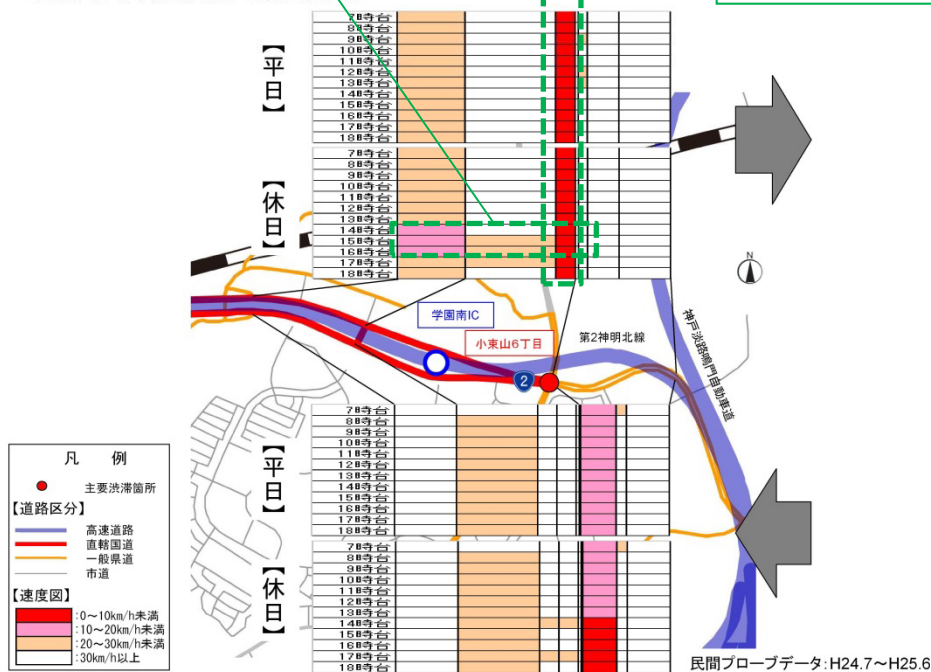 【平日】
7時台
8時台
9時台
10時台
11時台
12時台
13時台
14時台
15時台
16時台
17時台
18時台
【休日】
7時台
8時台
9時台
10時台
11時台
12時台
13時台
14時台
15時台
16時台
17時台
18時台
N
学園南IC
小束山6丁目
第2神明北線
神戸淡路鳴門自動車道
2
【平日】
7時台
8時台
9時台
10時台
11時台
12時台
13時台
14時台
15時台
16時台
17時台
18時台
【休日】
7時台
8時台
9時台
10時台
11時台
12時台
13時台
14時台
15時台
16時台
17時台
18時台
凡 例
主要渋滞箇所
【道路区分】
高速道路
直轄国道
一般県道
市道
【速度図】
:0～10km/h未満
:10～20km/h未満
:20～30km/h未満
:30km/h以上
民間プローブデータ:H24.7～H25.6